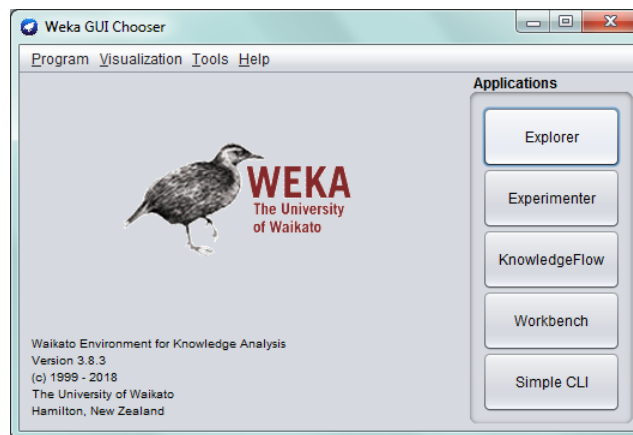 Weka GUI Chooser
Program Visualization Tools Help
Applications
WEKA
The University
of Waikato
Explorer
Experimenter
KnowledgeFlow
Workbench
Simple CLI
Waikato Environment for Knowledge Analysis
Version 3.8.3
(c) 1999 - 2018
The University of Waikato
Hamilton, New Zealand